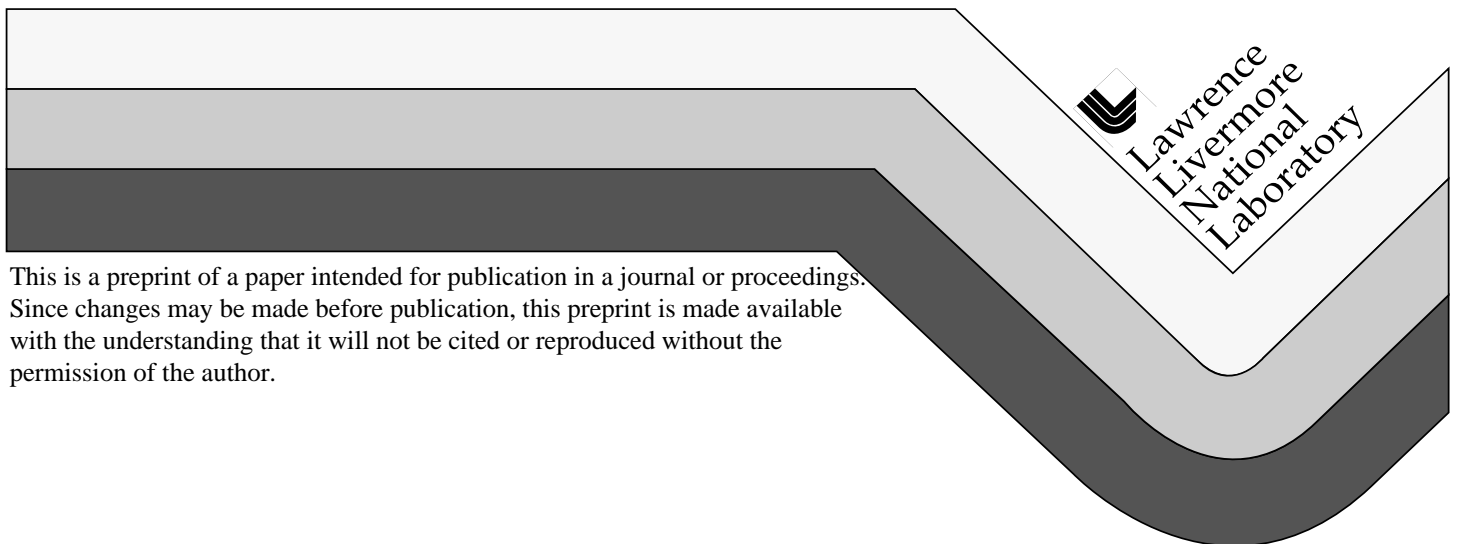 Lawrence
Livermore
National
Laboratory
This is a preprint of a paper intended for publication in a journal or proceedings.
Since changes may be made before publication, this preprint is made available
with the understanding that it will not be cited or reproduced without the
permission of the author.